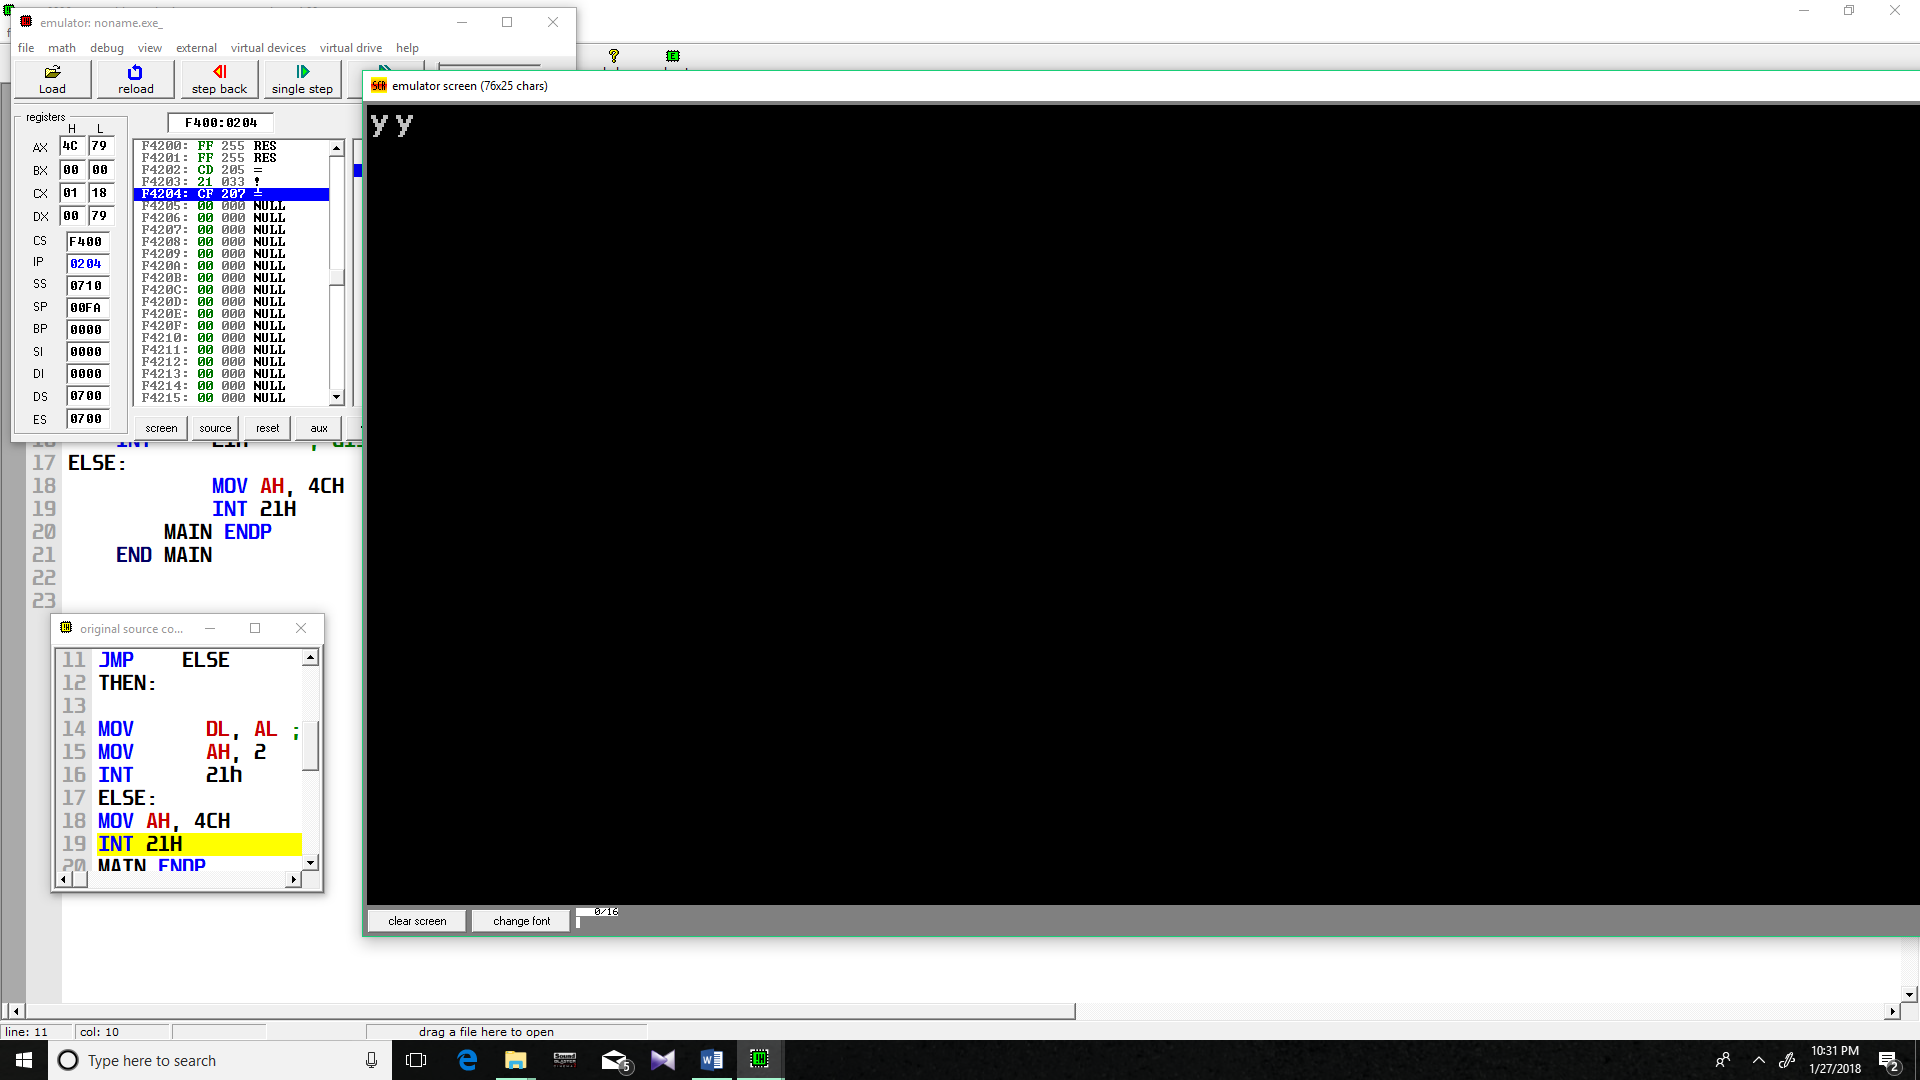 emulator: noname.exe_
file math debug view external virtual devices virtual drive help
Load reload step back single step
registers
H L
F400:0204
AX 4C 79
BX 00 00
CX 01 18
DX 00 79
CS F400
IP 0204
SS 0710
SP 00FA
BP 0000
SI 0000
DI 0000
DS 0700
ES 0700
F4200: FF 255 RES
F4201: FF 255 RES
F4202: CD 205 =
F4203: 21 033 !
F4204: CF 207
F4205: 00 000 NULL
F4206: 00 000 NULL
F4207: 00 000 NULL
F4208: 00 000 NULL
F4209: 00 000 NULL
F420A: 00 000 NULL
F420B: 00 000 NULL
F420C: 00 000 NULL
F420D: 00 000 NULL
F420E: 00 000 NULL
F420F: 00 000 NULL
F4210: 00 000 NULL
F4211: 00 000 NULL
F4212: 00 000 NULL
F4213: 00 000 NULL
F4214: 00 000 NULL
F4215: 00 000 NULL
screen source reset aux
emulator screen (76x25 chars)
y y
clear screen change font 0/16
17 ELSE:
18 MOV AH, 4CH
19 INT 21H
20 MAIN ENDP
21 END MAIN
22
23
original source co...
11 JMP ELSE
12 THEN:
13
14 MOV DL, AL ;
15 MOV AH, 2
16 INT 21h
17 ELSE:
18 MOV AH, 4CH
19 INT 21H
20 MAIN ENDP
line: 11 col: 10 drag a file here to open
Type here to search
5
10:31 PM
1/27/2018
2